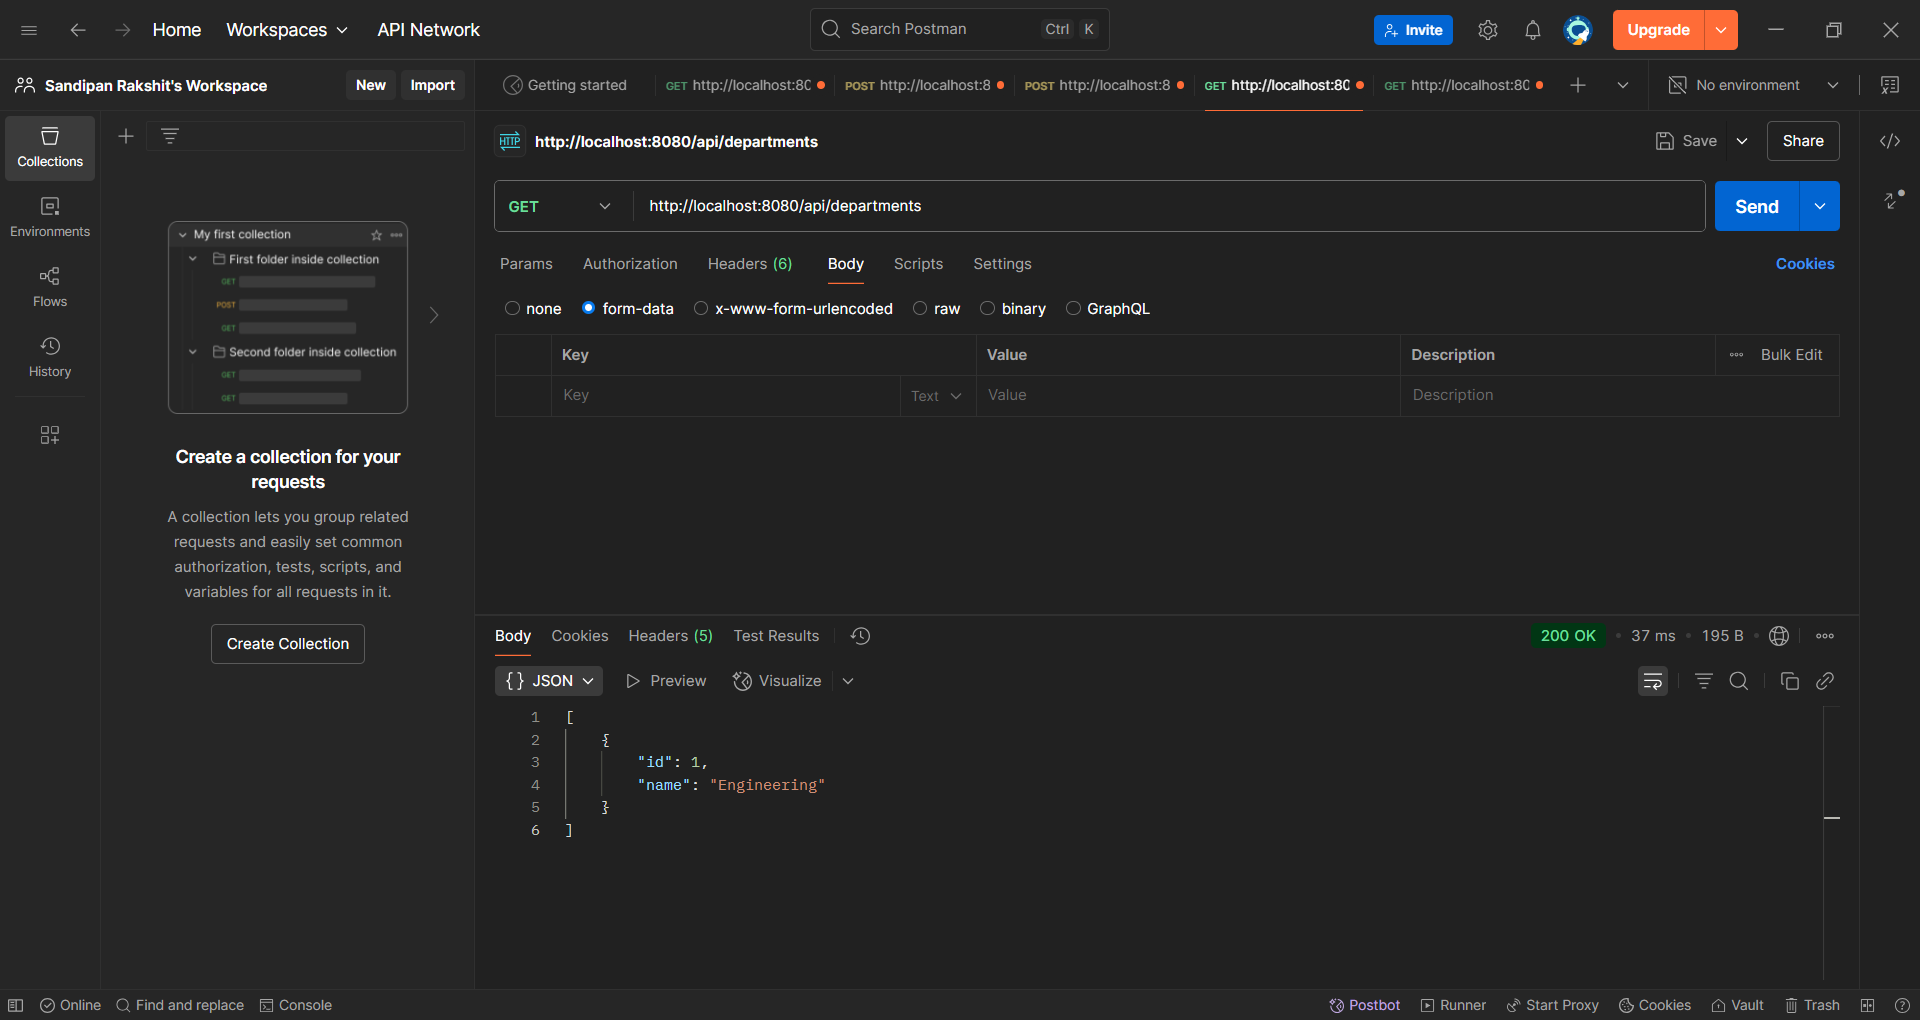 Home Workspaces API Network Search Postman Ctrl K Invite Upgrade
Sandipan Rakshit's Workspace New Import
Getting started GET http://localhost:80 POST http://localhost:8 POST http://localhost:8 GET http://localhost:80 GET http://localhost:80 No environment
Collections
Environments
Flows
History
My first collection
First folder inside collection
GET
POST
GET
Second folder inside collection
GET
GET
Create a collection for your
requests
A collection lets you group related
requests and easily set common
authorization, tests, scripts, and
variables for all requests in it.
Create Collection
HTTP http://localhost:8080/api/departments Save Share
GET http://localhost:8080/api/departments Send
Params Authorization Headers (6) Body Scripts Settings Cookies
none form-data x-www-form-urlencoded raw binary GraphQL
Key Value Description Bulk Edit
Key Text Value Description
Body Cookies Headers (5) Test Results 200 OK 37 ms 195 B
{} JSON Preview Visualize
1 [
2 {
3 "id": 1,
4 "name": "Engineering"
5 }
6 ]
Online Find and replace Console Postbot Runner Start Proxy Cookies Vault Trash